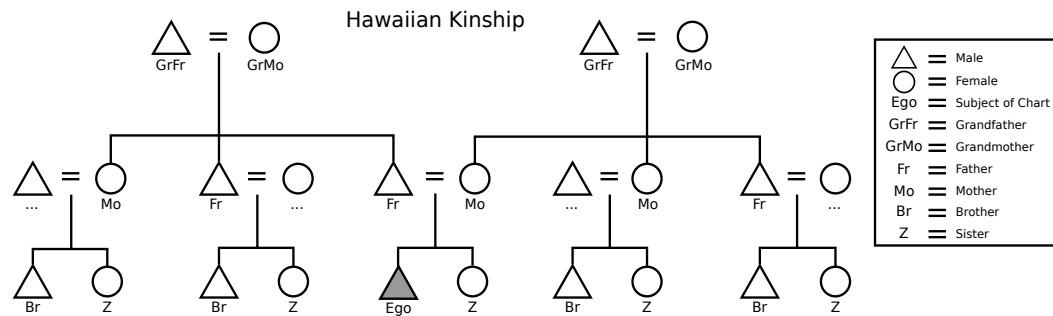 Hawaiian Kinship
GrFr GrMo GrFr GrMo
... Mo Fr ... Fr Mo ... Mo Fr ...
Br Z Br Z Ego Z Br Z Br Z
= Male
= Female
Ego = Subject of Chart
GrFr = Grandfather
GrMo = Grandmother
Fr = Father
Mo = Mother
Br = Brother
Z = Sister